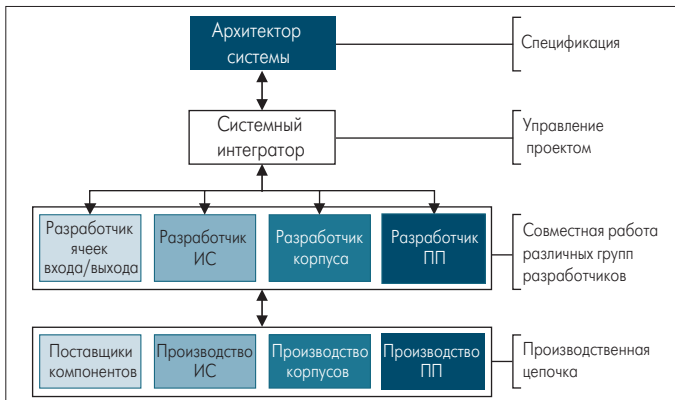 Архитектор
системы
Спецификация
Системный
интегратор
Управление
проектом
Разработчик
ячеек
входа/выхода
Разработчик
ИС
Разработчик
корпуса
Разработчик
ПП
Совместная работа
различных групп
разработчиков
Поставщики
компонентов
Производство
ИС
Производство
корпусов
Производство
ПП
Производственная
цепочка